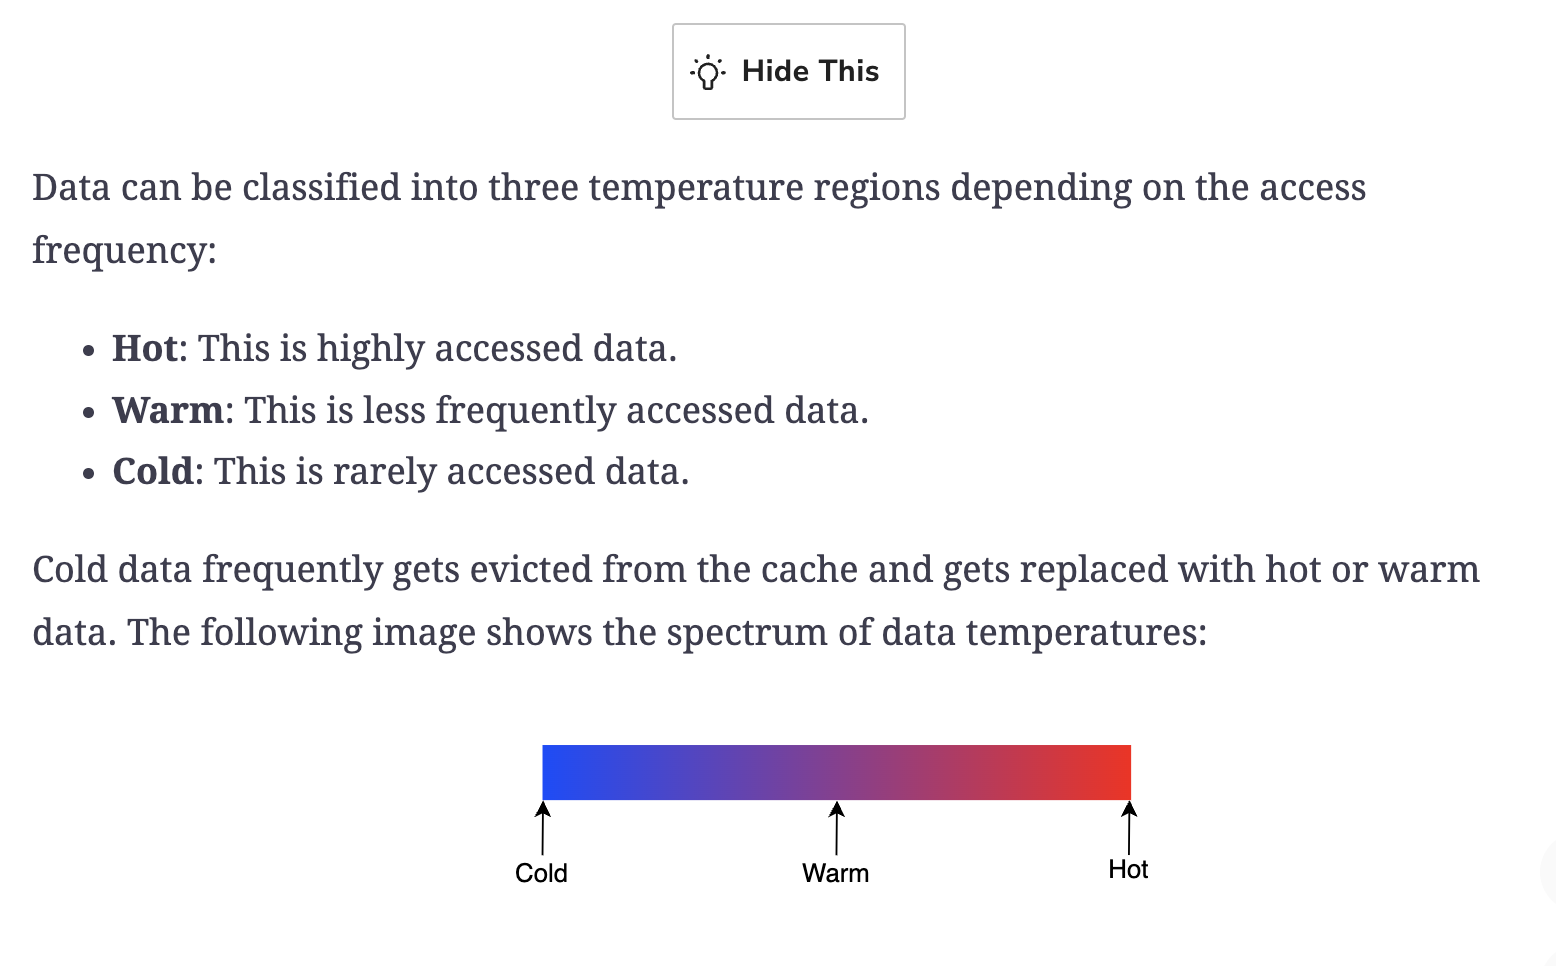 Hide This
Data can be classified into three temperature regions depending on the access
frequency:
• Hot: This is highly accessed data.
• Warm: This is less frequently accessed data.
• Cold: This is rarely accessed data.
Cold data frequently gets evicted from the cache and gets replaced with hot or warm
data. The following image shows the spectrum of data temperatures:
Cold Warm Hot